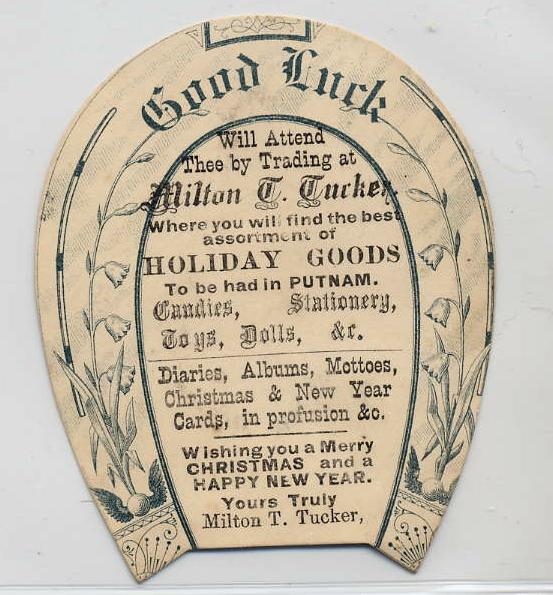 Good Luck
Will Attend
Thee by Trading at
Milton T. Tucker,
Where you will find the best
assortment of
HOLIDAY GOODS
To be had in PUTNAM.
Candies, Stationery,
Toys, Dolls, &c.
Diaries, Albums, Mottoes,
Christmas & New Year
Cards, in profusion &c.
Wishing you a Merry
CHRISTMAS and a
HAPPY NEW YEAR.
Yours Truly
Milton T. Tucker,